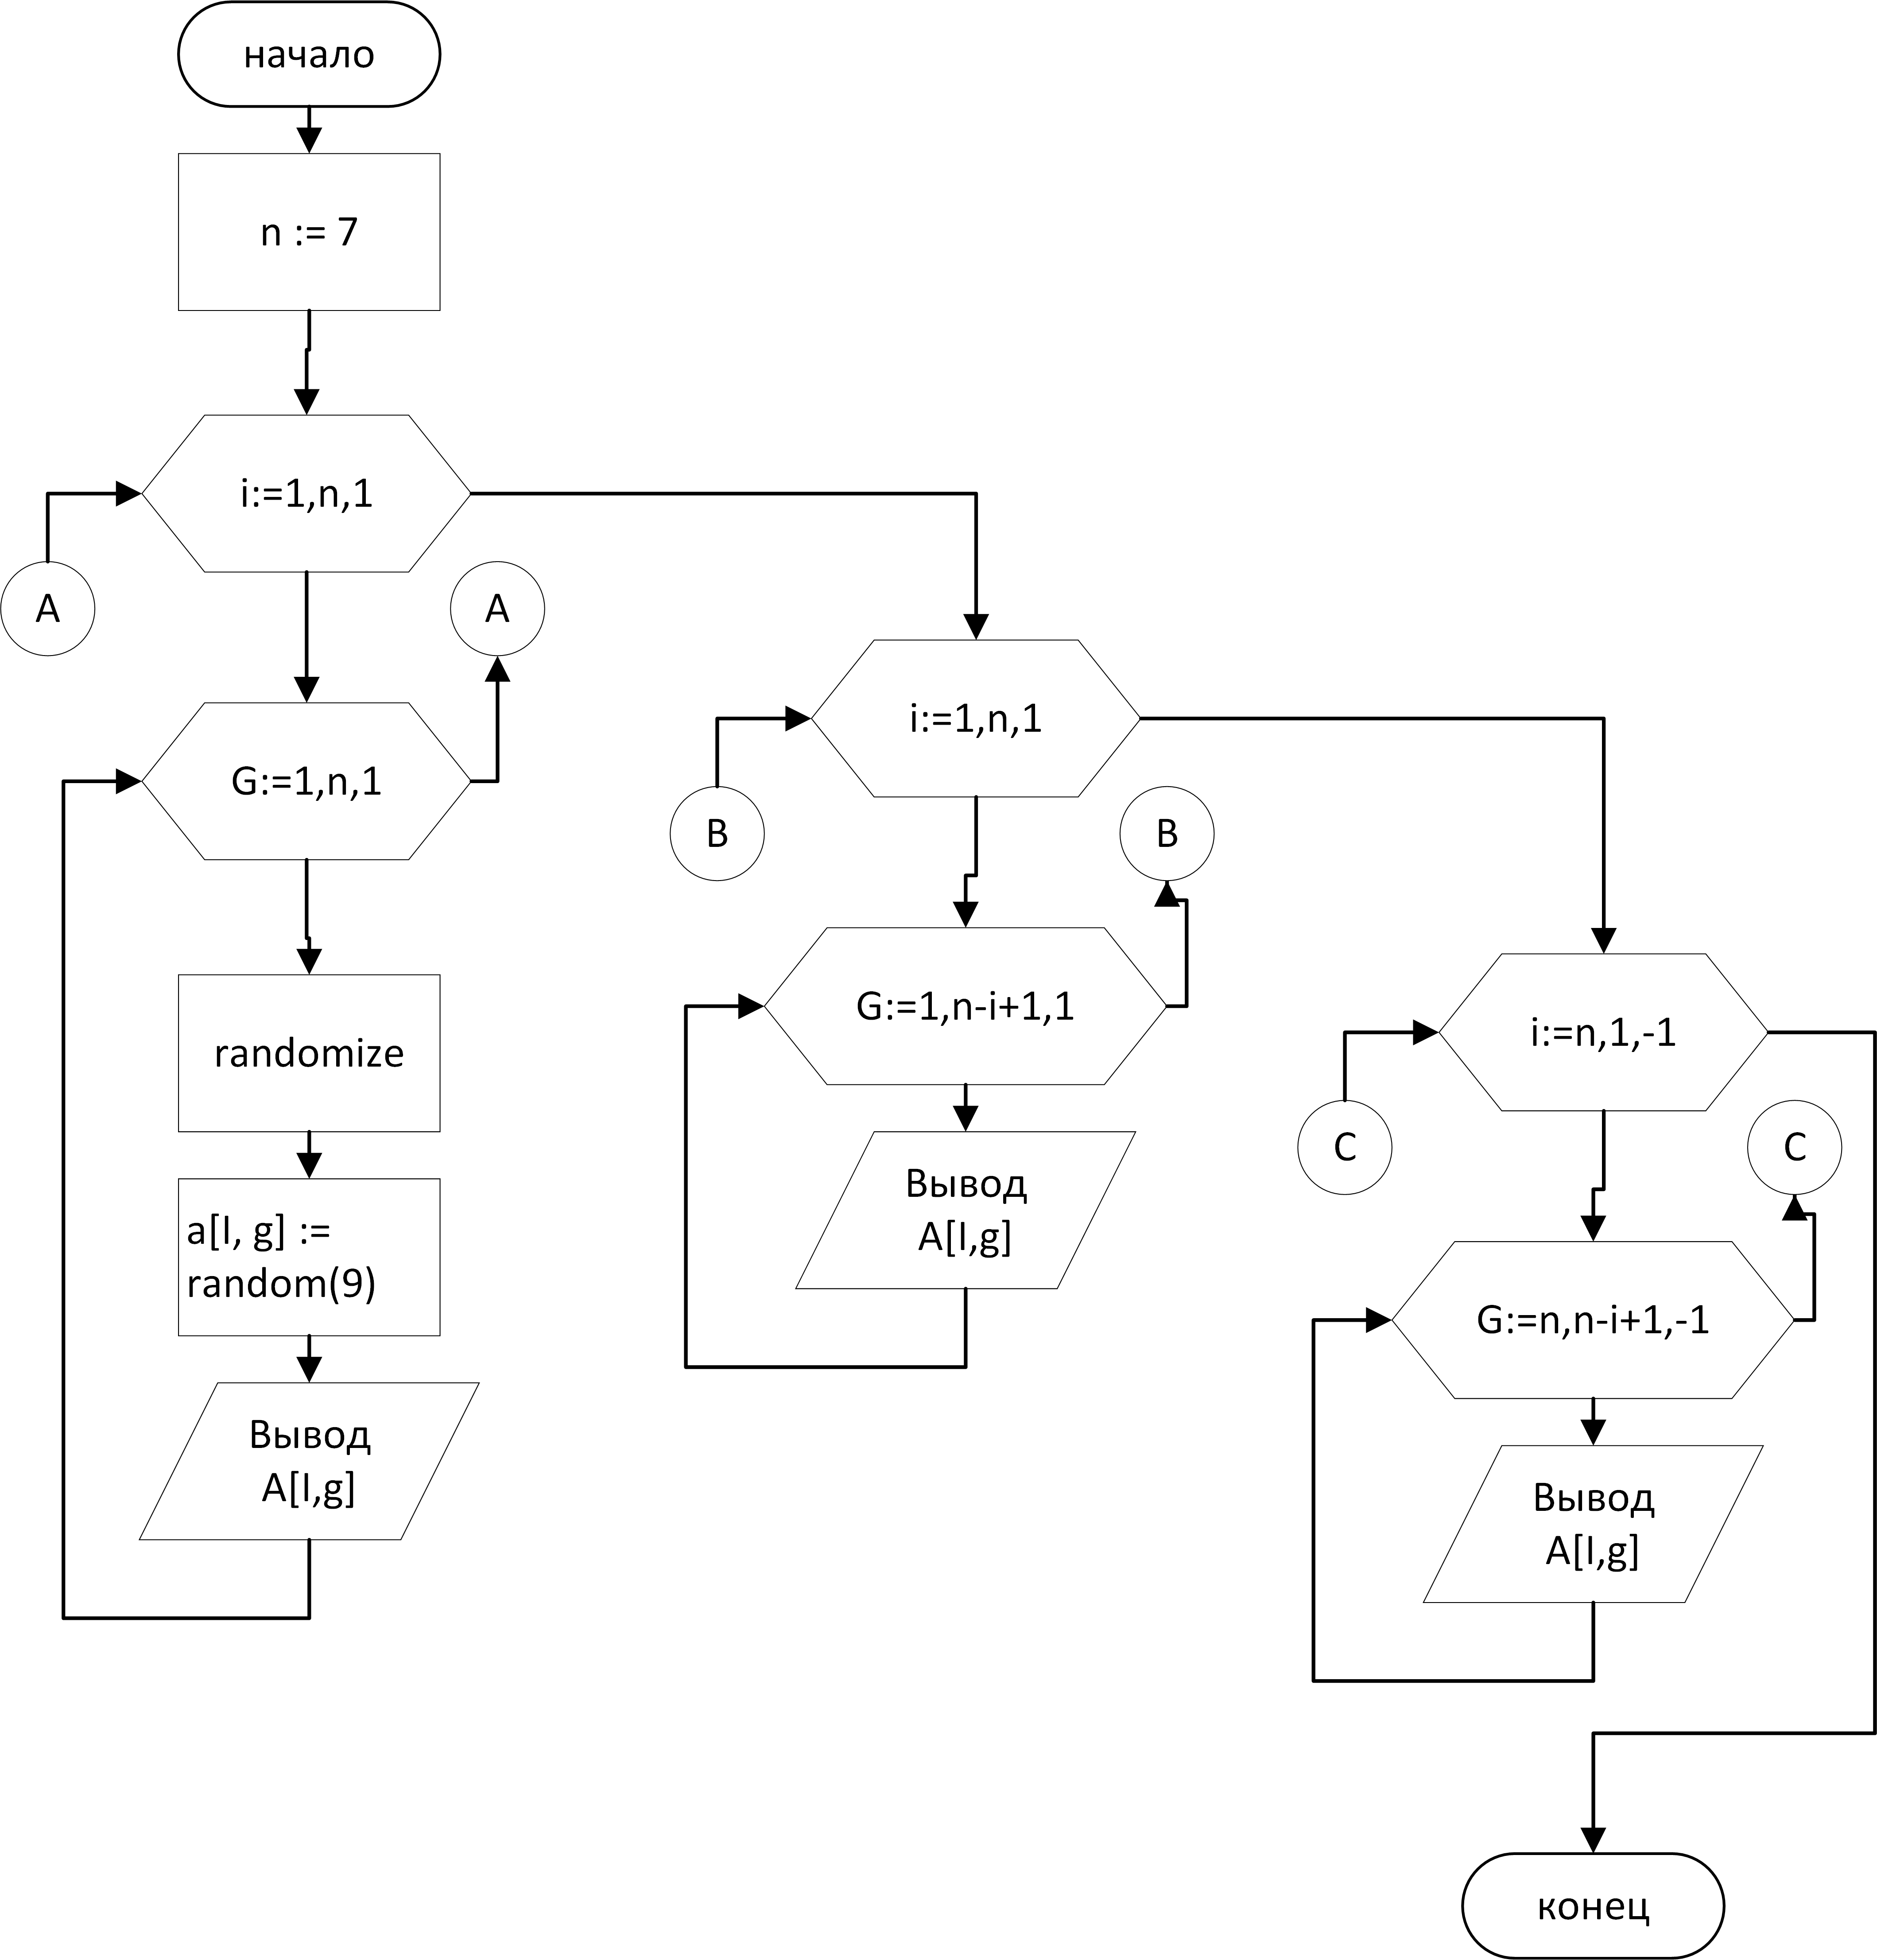 начало
n := 7
i:=1,n,1
A
A
G:=1,n,1
randomize
a[I, g] :=
random(9)
Вывод
A[I,g]
i:=1,n,1
B
B
G:=1,n-i+1,1
Вывод
A[I,g]
i:=n,1,-1
C
C
G:=n,n-i+1,-1
Вывод
A[I,g]
конец